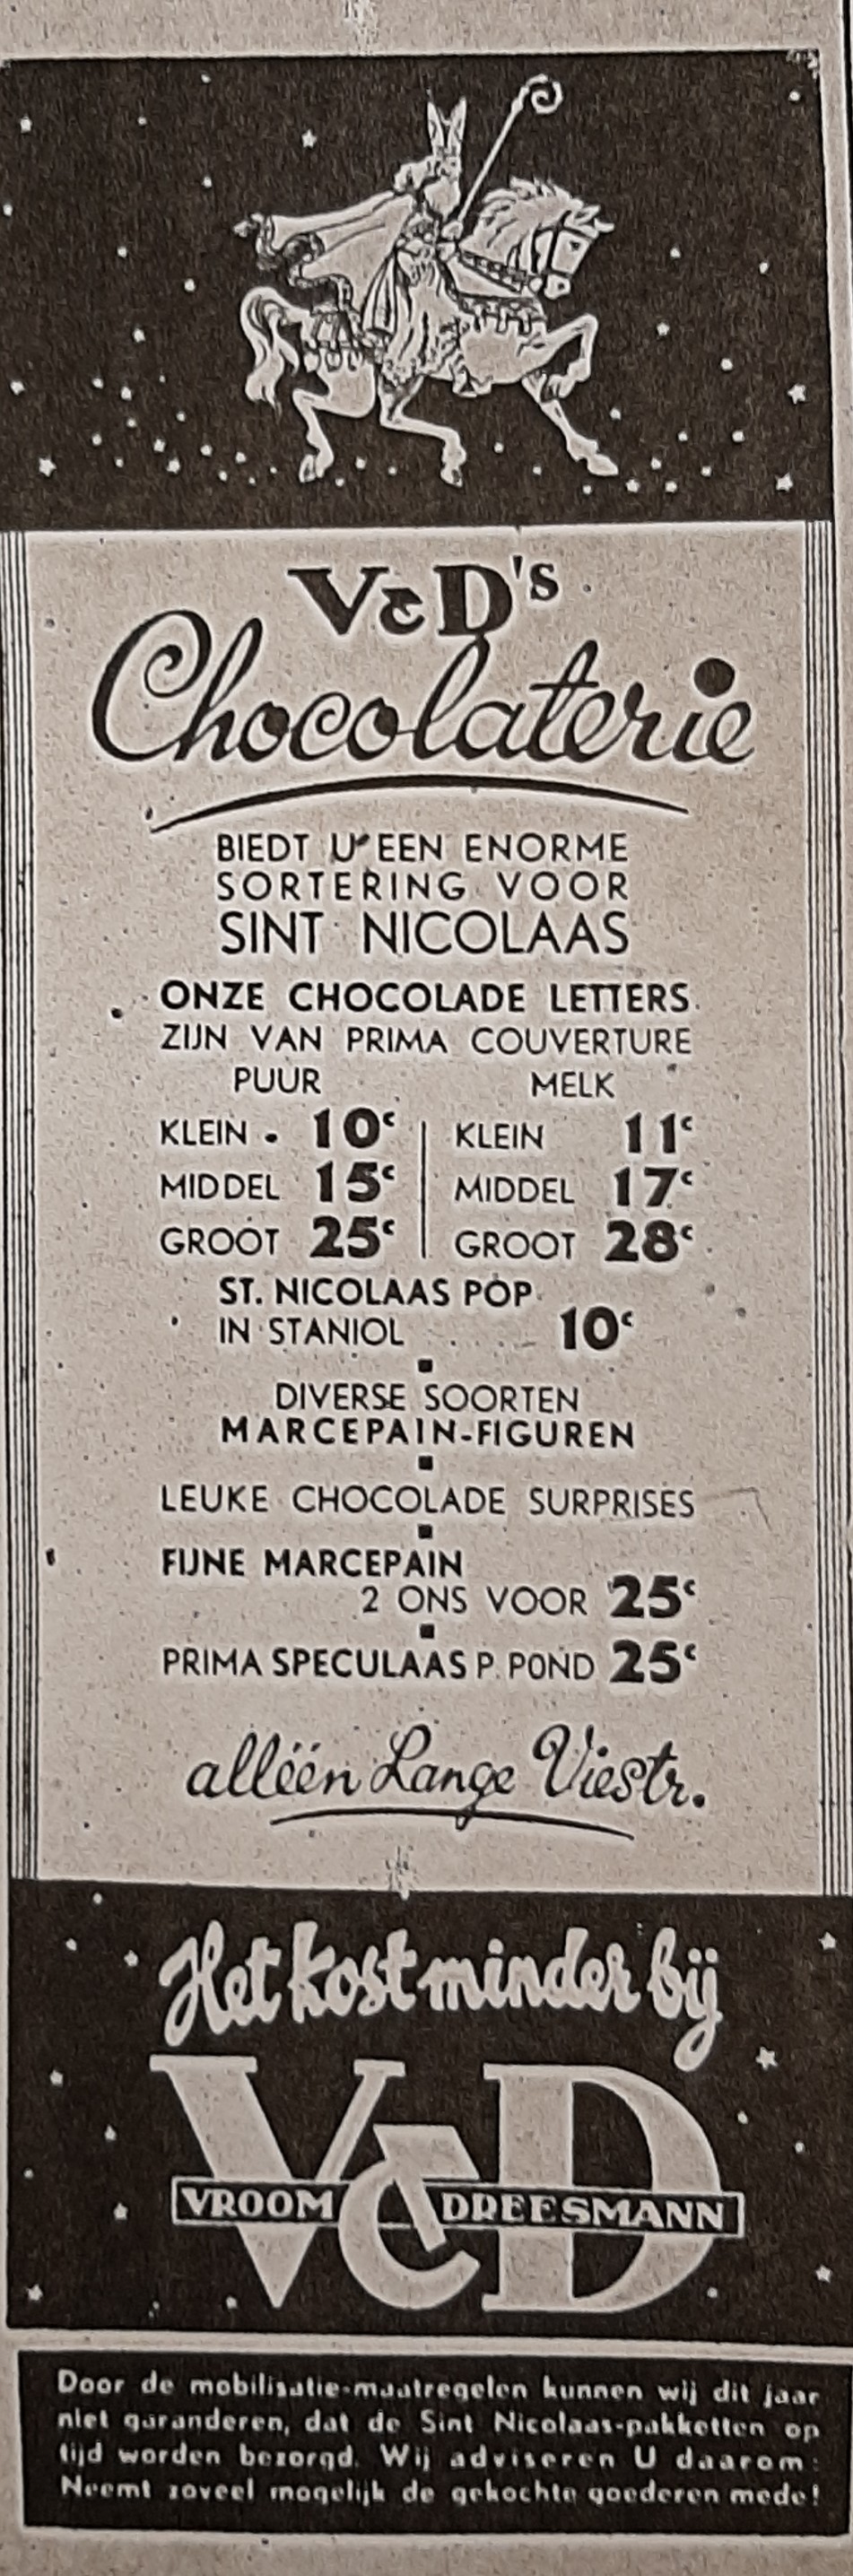 V&D's
Chocolaterie
BIEDT U EEN ENORME
SORTERING VOOR
SINT NICOLAAS
ONZE CHOCOLADE LETTERS
ZIJN VAN PRIMA COUVERTURE
PUUR MELK
KLEIN 10c KLEIN 11c
MIDDEL 15c MIDDEL 17c
GROOT 25c GROOT 28c
ST. NICOLAAS POP
IN STANIOL 10c
DIVERSE SOORTEN
MARCEPAIN-FIGUREN
LEUKE CHOCOLADE SURPRISES
FIJNE MARCEPAIN
2 ONS VOOR 25c
PRIMA SPECULAAS P. POND 25c
alléén Lange Viestr.
Het kost minder bij
V&D
VROOM DREESMANN
Door de mobilisatie-maatregelen kunnen wij dit jaar
niet garanderen, dat de Sint Nicolaas-pakketten op
tijd worden bezorgd. Wij adviseren U daarom:
Neemt zoveel mogelijk de gekochte goederen mede!